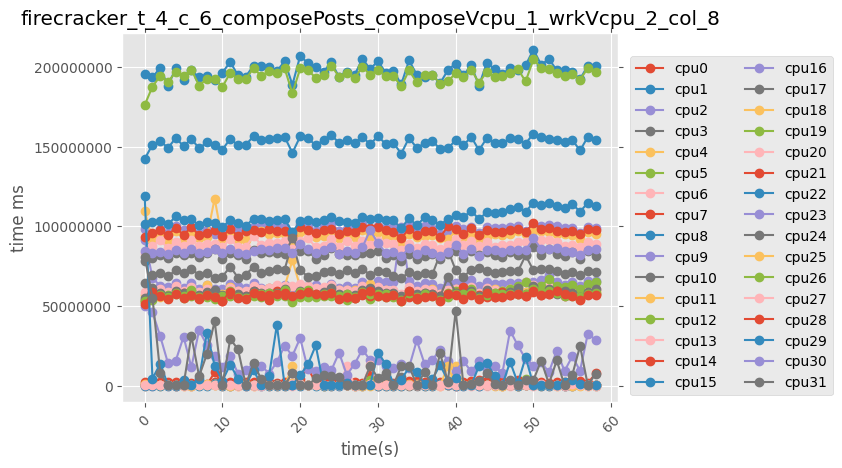 firecracker_t_4_c_6_composePosts_composeVcpu_1_wrkVcpu_2_col_8
time ms
200000000
150000000
100000000
50000000
0
0
10
20
30
40
50
60
time(s)
cpu0
cpu1
cpu2
cpu3
cpu4
cpu5
cpu6
cpu7
cpu8
cpu9
cpu10
cpu11
cpu12
cpu13
cpu14
cpu15
cpu16
cpu17
cpu18
cpu19
cpu20
cpu21
cpu22
cpu23
cpu24
cpu25
cpu26
cpu27
cpu28
cpu29
cpu30
cpu31